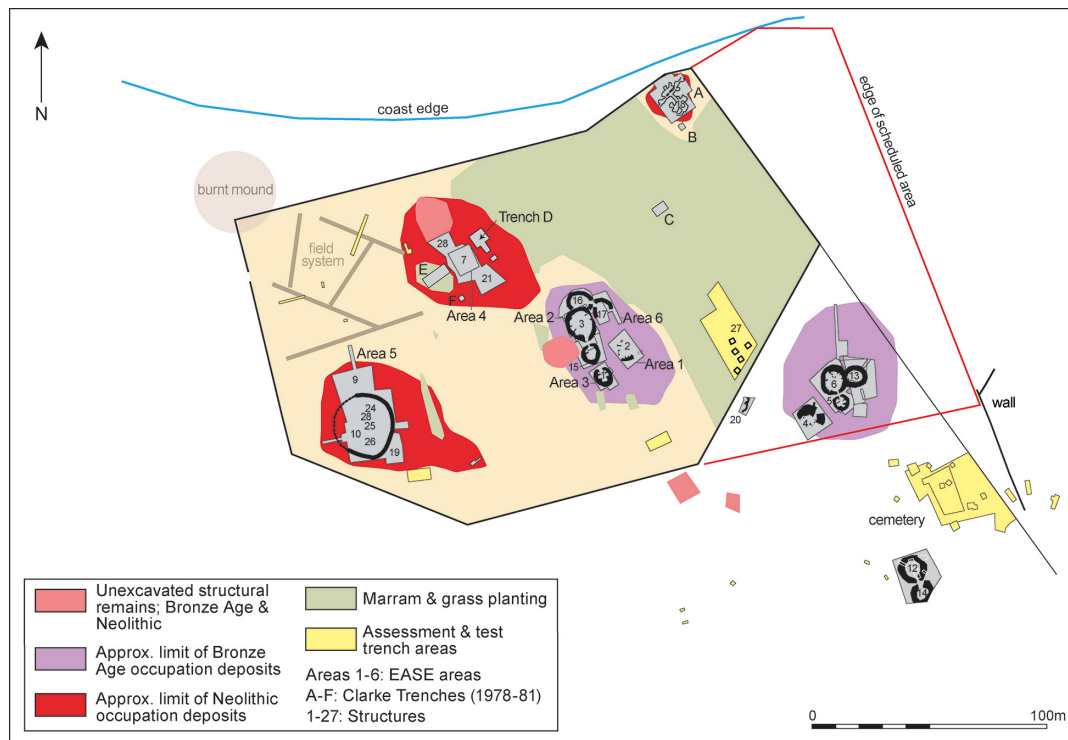 N
coast edge
A
B
edge of scheduled area
burnt mound
C
Trench D
28
7
E
21
F
Area 4
field
system
16
Area 2
3
17
Area 6
2
15
Area 1
Area 3
27
20
6
13
5
4
wall
Area 5
9
24
28
25
10
26
19
cemetery
12
14
Unexcavated structural
remains; Bronze Age &
Neolithic
Approx. limit of Bronze
Age occupation deposits
Approx. limit of Neolithic
occupation deposits
Marram & grass planting
Assessment & test
trench areas
Areas 1-6: EASE areas
A-F: Clarke Trenches (1978-81)
1-27: Structures
0
100m